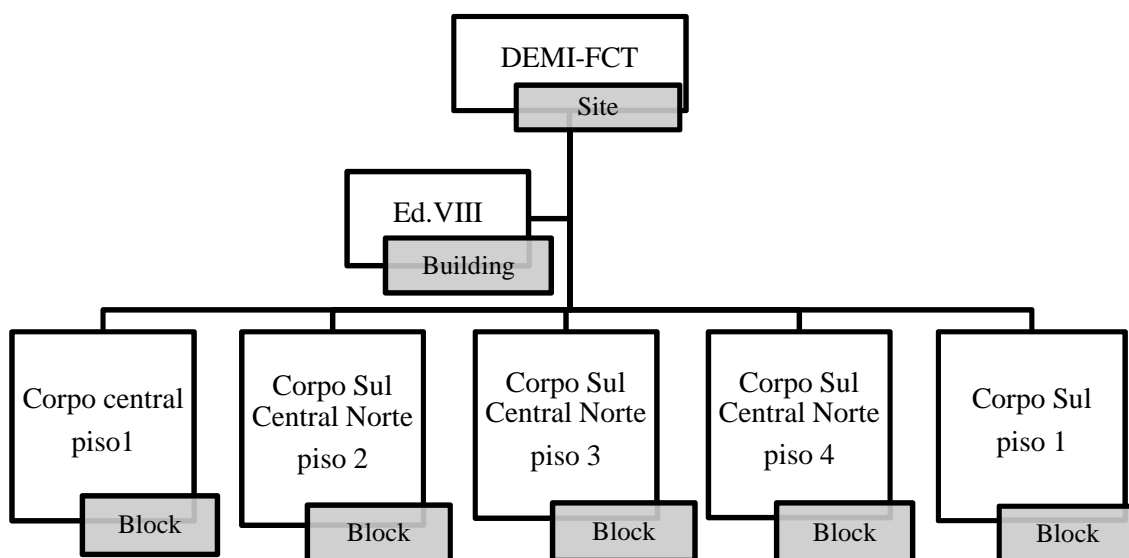 DEMI-FCT
Site
Ed.VIII
Building
Corpo central
piso1
Block
Corpo Sul
Central Norte
piso 2
Block
Corpo Sul
Central Norte
piso 3
Block
Corpo Sul
Central Norte
piso 4
Block
Corpo Sul
piso 1
Block